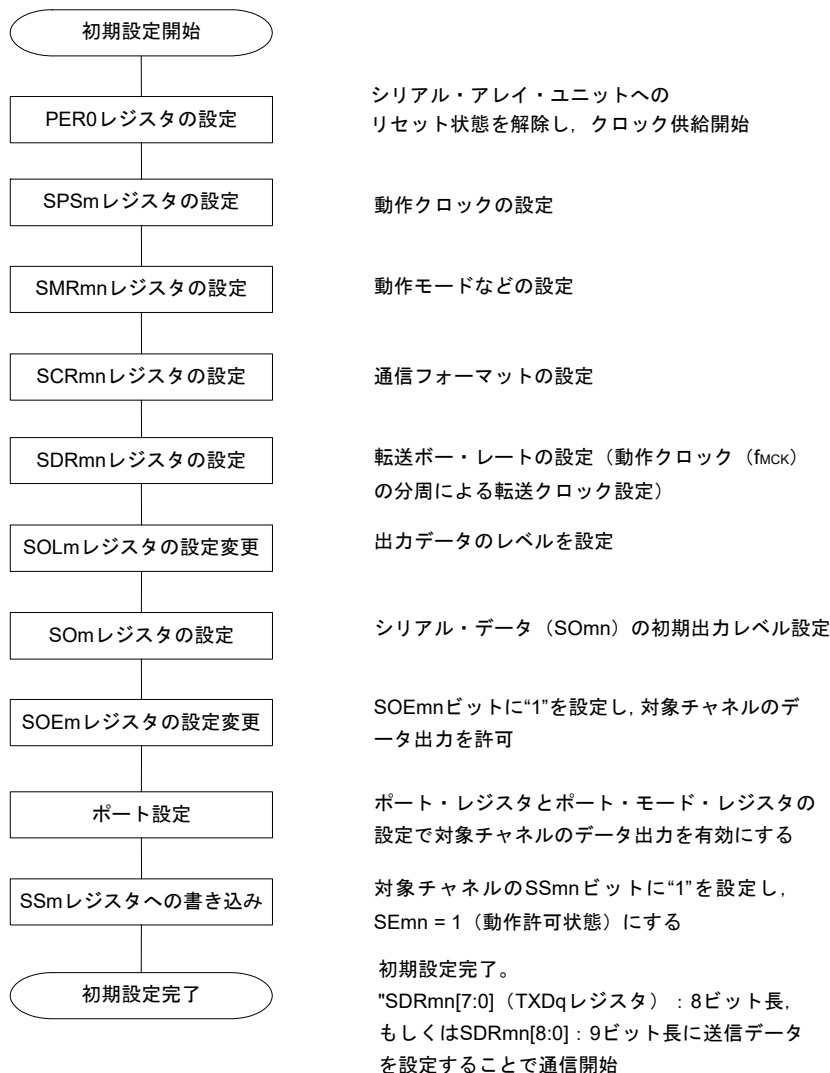 初期設定開始
PER0レジスタの設定
シリアル・アレイ・ユニットへの
リセット状態を解除し，クロック供給開始
SPSmレジスタの設定
動作クロックの設定
SMRmnレジスタの設定
動作モードなどの設定
SCRmnレジスタの設定
通信フォーマットの設定
SDRmnレジスタの設定
転送ボー・レートの設定（動作クロック（fMCK）
の分周による転送クロック設定）
SOLmレジスタの設定変更
出力データのレベルを設定
SOmレジスタの設定
シリアル・データ（SOmn）の初期出力レベル設定
SOEmレジスタの設定変更
SOEmnビットに“1”を設定し，対象チャネルのデ
ータ出力を許可
ポート設定
ポート・レジスタとポート・モード・レジスタの
設定で対象チャネルのデータ出力を有効にする
SSmレジスタへの書き込み
対象チャネルのSSmnビットに“1”を設定し，
SEmn = 1（動作許可状態）にする
初期設定完了
初期設定完了。
"SDRmn[7:0]（TXDqレジスタ）：8ビット長，
もしくはSDRmn[8:0]：9ビット長に送信データ
を設定することで通信開始